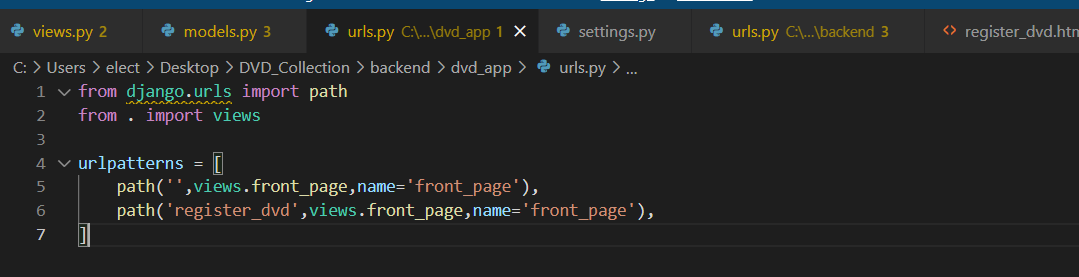 views.py 2 models.py 3 urls.py C:\...\dvd_app 1 settings.py urls.py C:\...\backend 3 register_dvd.htm
C: > Users > elect > Desktop > DVD_Collection > backend > dvd_app > urls.py > ...
1 from django.urls import path
2 from . import views
3
4 urlpatterns = [
5 path('',views.front_page,name='front_page'),
6 path('register_dvd',views.front_page,name='front_page'),
7 ]